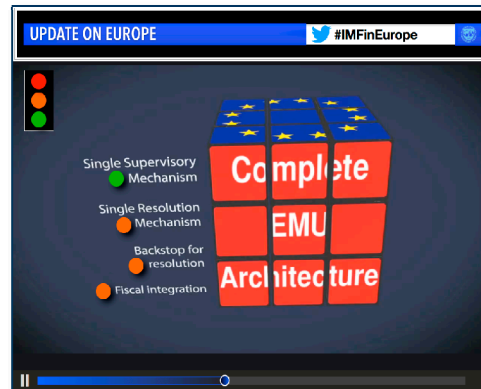 UPDATE ON EUROPE
#IMFinEurope
Single Supervisory
Mechanism
Single Resolution
Mechanism
Backstop for
resolution
Fiscal integration
Complete
EMU
Architecture